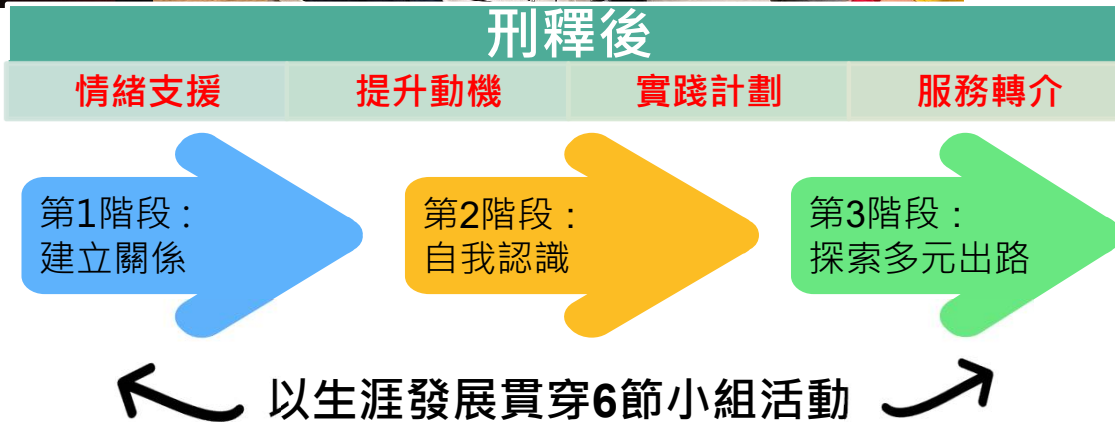 刑釋後
情緒支援 提升動機 實踐計劃 服務轉介
第1階段：
建立關係
第2階段：
自我認識
第3階段：
探索多元出路
以生涯發展貫穿6節小組活動